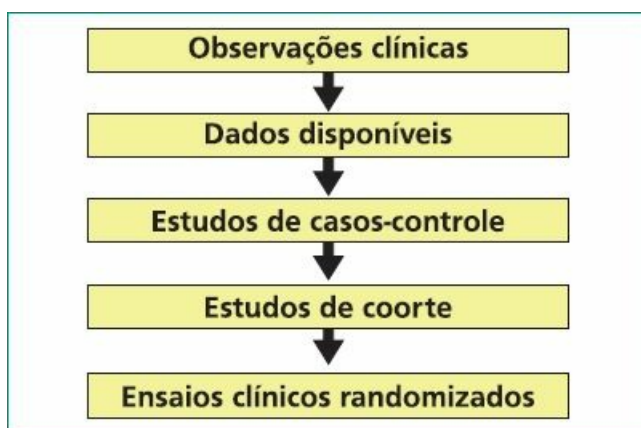 Observações clínicas
Dados disponíveis
Estudos de casos-controle
Estudos de coorte
Ensaios clínicos randomizados